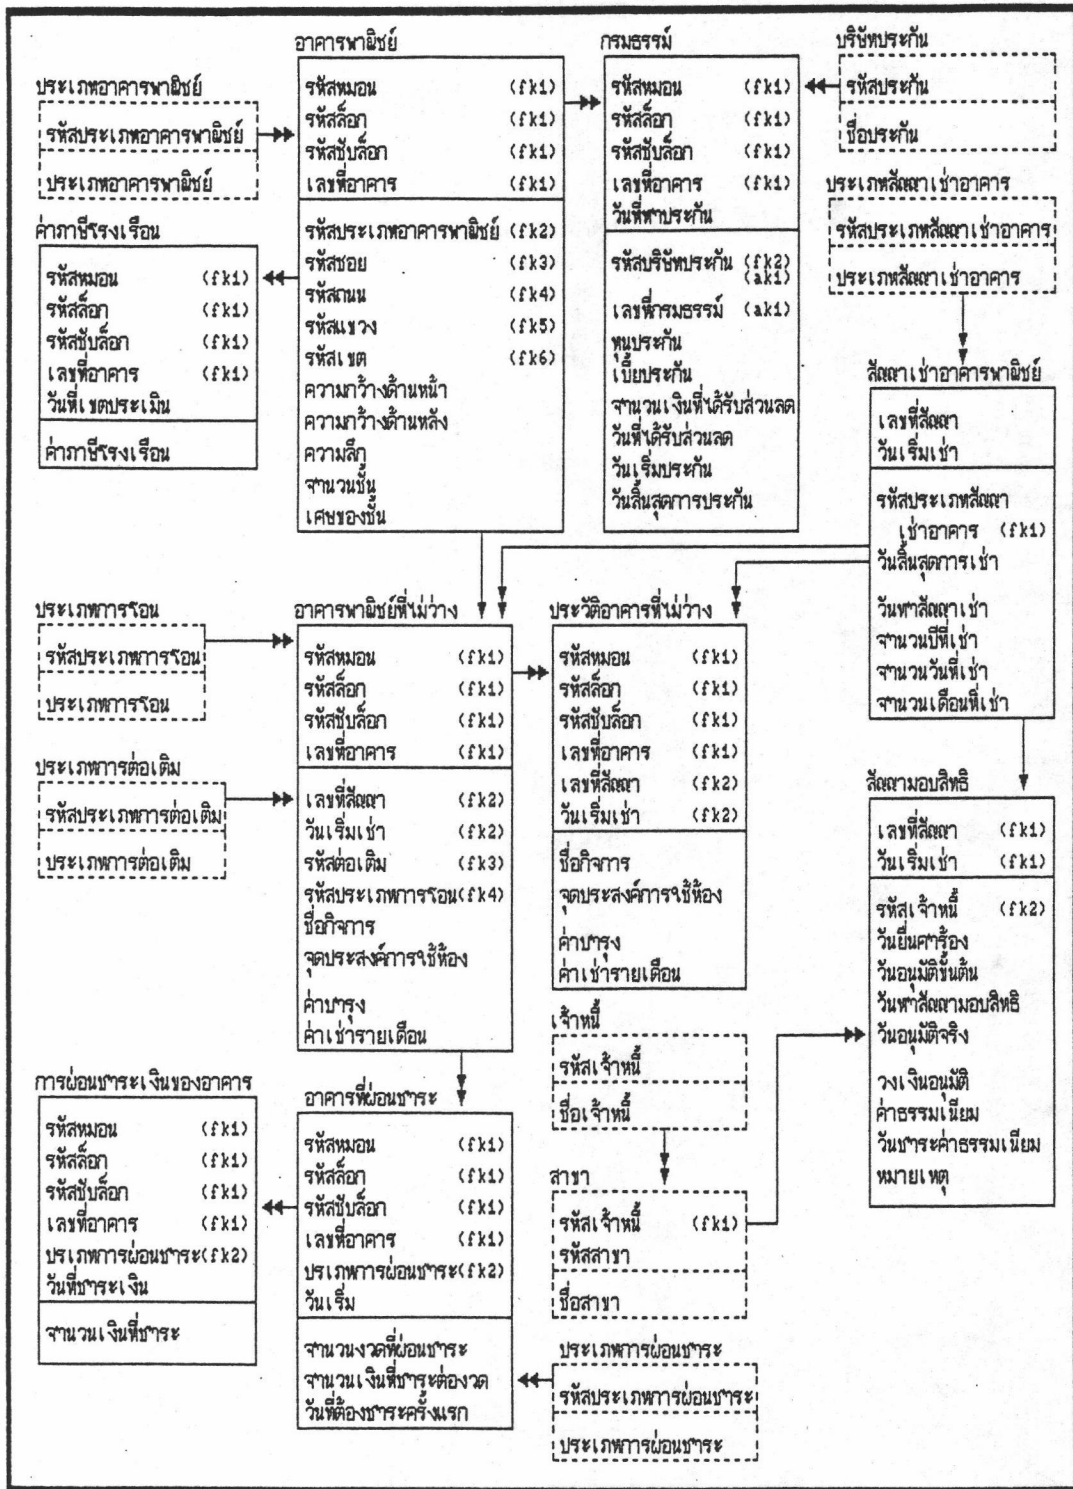 อาคารพาณิชย์
รหัสหมอน (fk1)
รหัสล็อก (fk1)
รหัสซับล็อก (fk1)
เลขที่อาคาร (fk1)
รหัสประเภทอาคารพาณิชย์ (fk2)
รหัสซอย (fk3)
รหัสถนน (fk4)
รหัสแขวง (fk5)
รหัสเขต (fk6)
ความกว้างด้านหน้า
ความกว้างด้านหลัง
ความลึก
จำนวนชั้น
เศษของชั้น
กรมธรรม์
รหัสหมอน (fk1)
รหัสล็อก (fk1)
รหัสซับล็อก (fk1)
เลขที่อาคาร (fk1)
วันที่ทำประกัน
รหัสบริษัทประกัน (fk2)
(ak1)
เลขที่กรมธรรม์ (ak1)
ทุนประกัน
เบี้ยประกัน
จำนวนเงินที่ได้รับส่วนลด
วันที่ได้รับส่วนลด
วันเริ่มประกัน
วันสิ้นสุดการประกัน
บริษัทประกัน
รหัสประกัน
ชื่อประกัน
ประเภทอาคารพาณิชย์
รหัสประเภทอาคารพาณิชย์
ประเภทอาคารพาณิชย์
ประเภทสัญญาเช่าอาคาร
รหัสประเภทสัญญาเช่าอาคาร
ประเภทสัญญาเช่าอาคาร
ค่าภาษีโรงเรือน
รหัสหมอน (fk1)
รหัสล็อก (fk1)
รหัสซับล็อก (fk1)
เลขที่อาคาร (fk1)
วันที่เขตประเมิน
ค่าภาษีโรงเรือน
สัญญาเช่าอาคารพาณิชย์
เลขที่สัญญา
วันเริ่มเช่า
รหัสประเภทสัญญา
เช่าอาคาร (fk1)
วันสิ้นสุดการเช่า
วันทำสัญญาเช่า
จำนวนปีที่เช่า
จำนวนวันที่เช่า
จำนวนเดือนที่เช่า
ประเภทการโอน
รหัสประเภทการโอน
ประเภทการโอน
อาคารพาณิชย์ที่ไม่ว่าง
รหัสหมอน (fk1)
รหัสล็อก (fk1)
รหัสซับล็อก (fk1)
เลขที่อาคาร (fk1)
เลขที่สัญญา (fk2)
วันเริ่มเช่า (fk2)
รหัสต่อเติม (fk3)
รหัสประเภทการโอน(fk4)
ชื่อกิจการ
จุดประสงค์การใช้ห้อง
ค่าบำรุง
ค่าเช่ารายเดือน
ประวัติอาคารที่ไม่ว่าง
รหัสหมอน (fk1)
รหัสล็อก (fk1)
รหัสซับล็อก (fk1)
เลขที่อาคาร (fk1)
เลขที่สัญญา (fk2)
วันเริ่มเช่า (fk2)
ชื่อกิจการ
จุดประสงค์การใช้ห้อง
ค่าบำรุง
ค่าเช่ารายเดือน
ประเภทการต่อเติม
รหัสประเภทการต่อเติม
ประเภทการต่อเติม
สัญญามอบสิทธิ
เลขที่สัญญา (fk1)
วันเริ่มเช่า (fk1)
รหัสเจ้าหนี้ (fk2)
วันยื่นคำร้อง
วันอนุมัติขั้นต้น
วันทำสัญญามอบสิทธิ
วันอนุมัติจริง
วงเงินอนุมัติ
ค่าธรรมเนียม
วันชำระค่าธรรมเนียม
หมายเหตุ
เจ้าหนี้
รหัสเจ้าหนี้
ชื่อเจ้าหนี้
การผ่อนชำระเงินของอาคาร
รหัสหมอน (fk1)
รหัสล็อก (fk1)
รหัสซับล็อก (fk1)
เลขที่อาคาร (fk1)
ปรเภทการผ่อนชำระ(fk2)
วันที่ชำระเงิน
จำนวนเงินที่ชำระ
อาคารที่ผ่อนชำระ
รหัสหมอน (fk1)
รหัสล็อก (fk1)
รหัสซับล็อก (fk1)
เลขที่อาคาร (fk1)
ปรเภทการผ่อนชำระ(fk2)
วันเริ่ม
จำนวนงวดที่ผ่อนชำระ
จำนวนเงินที่ชำระต่องวด
วันที่ต้องชำระครั้งแรก
สาขา
รหัสเจ้าหนี้ (fk1)
รหัสสาขา
ชื่อสาขา
ประเภทการผ่อนชำระ
รหัสประเภทการผ่อนชำระ
ประเภทการผ่อนชำระ